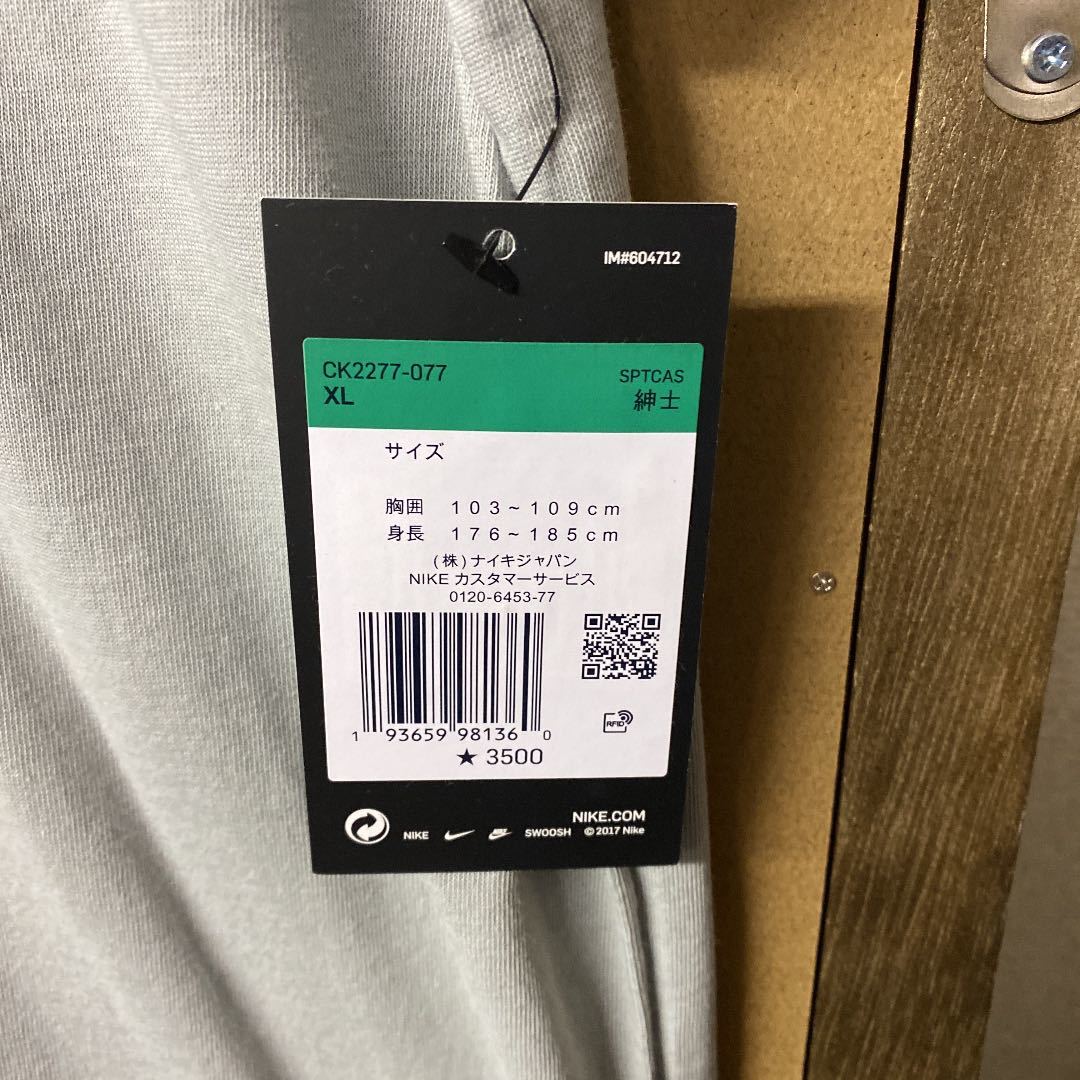 IM#604712
CK2277-077
XL
SPTCAS
紳士
サイズ
胸囲 103~109cm
身長 176~185cm
(株)ナイキジャパン
NIKE カスタマーサービス
0120-6453-77
1 93659 98136 0
RFID
★ 3500
NIKE.COM
NIKE SWOOSH © 2017 Nike